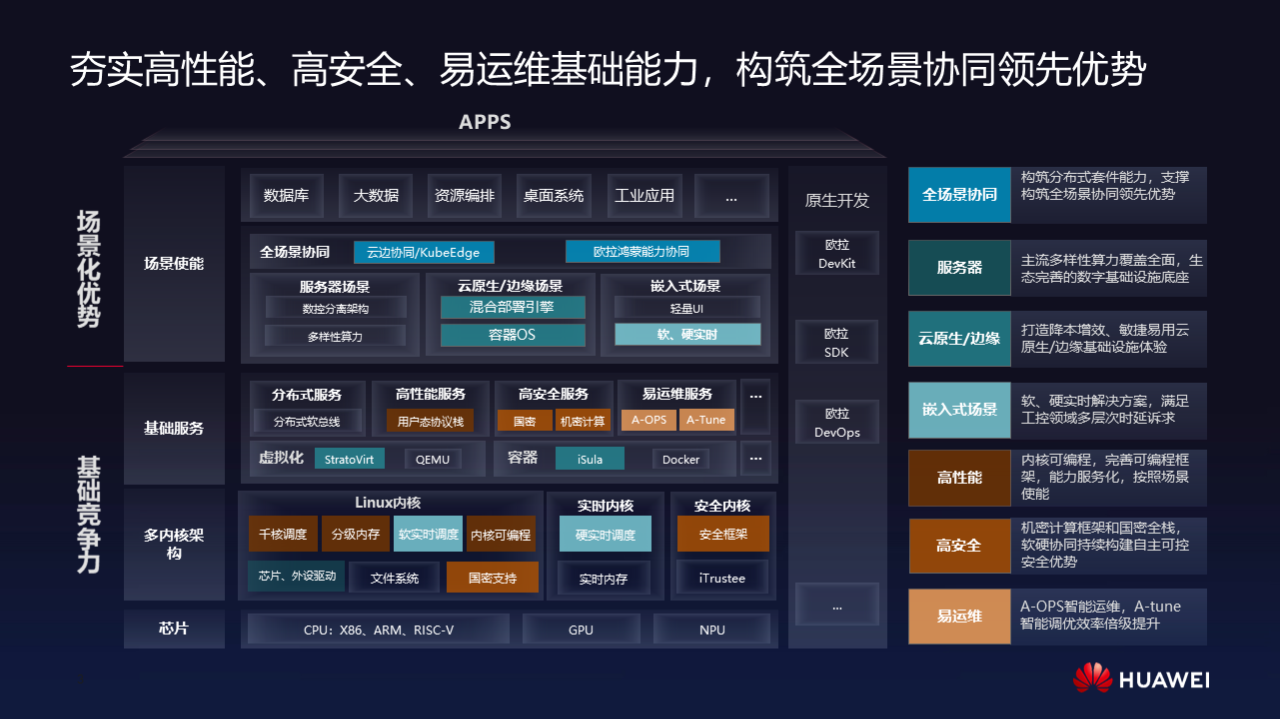 夯实高性能、高安全、易运维基础能力，构筑全场景协同领先优势
APPS
场景化优势
基础竞争力
场景使能
数据库
大数据
资源编排
桌面系统
工业应用
...
全场景协同
云边协同/KubeEdge
欧拉鸿蒙能力协同
服务器场景
数控分离架构
多样性算力
云原生/边缘场景
混合部署引擎
容器OS
嵌入式场景
轻量UI
软、硬实时
基础服务
分布式服务
分布式软总线
高性能服务
用户态协议栈
高安全服务
国密
机密计算
易运维服务
A-OPS
A-Tune
...
虚拟化
StratoVirt
QEMU
容器
iSula
Docker
...
多内核架
构
Linux内核
千核调度
分级内存
软实时调度
内核可编程
芯片、外设驱动
文件系统
国密支持
实时内核
硬实时调度
实时内存
安全内核
安全框架
iTrustee
芯片
CPU：X86、ARM、RISC-V
GPU
NPU
原生开发
欧拉
DevKit
欧拉
SDK
欧拉
DevOps
...
全场景协同
构筑分布式套件能力，支撑
构筑全场景协同领先优势
服务器
主流多样性算力覆盖全面，生
态完善的数字基础设施底座
云原生/边缘
打造降本增效、敏捷易用云
原生/边缘基础设施体验
嵌入式场景
软、硬实时解决方案，满足
工控领域多层次时延诉求
高性能
内核可编程，完善可编程框
架，能力服务化，按照场景
使能
高安全
机密计算框架和国密全栈，
软硬协同持续构建自主可控
安全优势
易运维
A-OPS智能运维，A-tune
智能调优效率倍级提升
HUAWEI